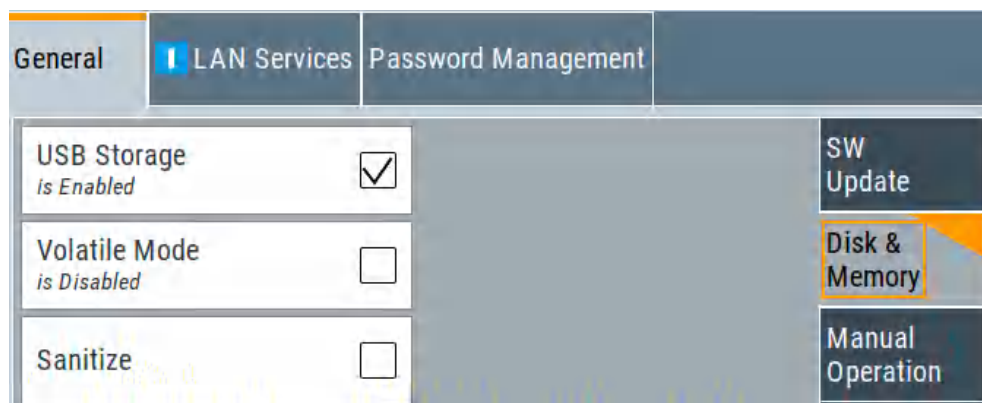 General
LAN Services
Password Management
USB Storage
is Enabled
Volatile Mode
is Disabled
Sanitize
SW
Update
Disk &
Memory
Manual
Operation